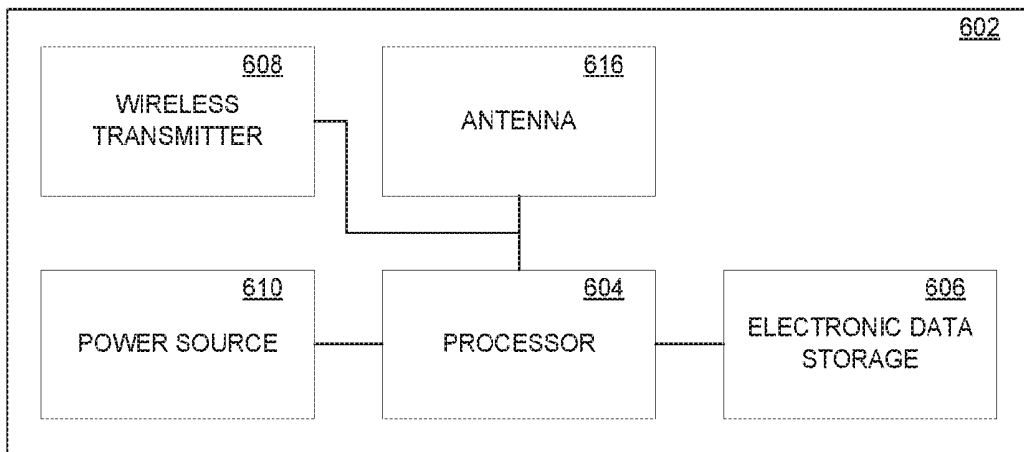 602
608
WIRELESS
TRANSMITTER
616
ANTENNA
610
POWER SOURCE
604
PROCESSOR
606
ELECTRONIC DATA
STORAGE